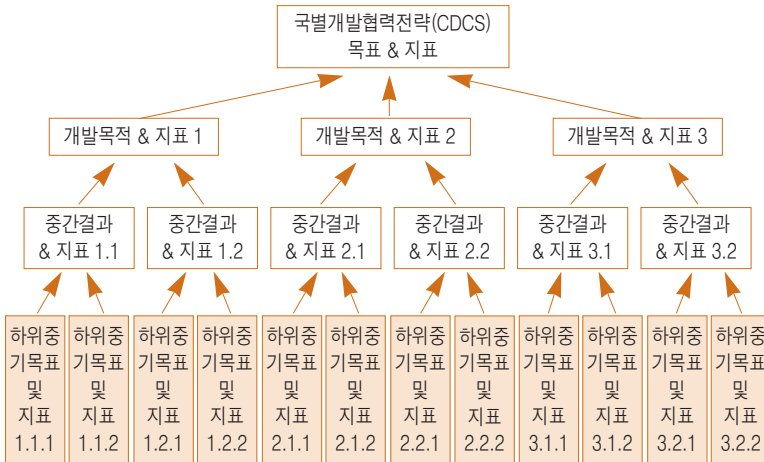 국별개발협력전략(CDCS)
목표 & 지표
개발목적 & 지표 1
개발목적 & 지표 2
개발목적 & 지표 3
중간결과
& 지표 1.1
중간결과
& 지표 1.2
중간결과
& 지표 2.1
중간결과
& 지표 2.2
중간결과
& 지표 3.1
중간결과
& 지표 3.2
하위중
기목표
및
지표
1.1.1
하위중
기목표
및
지표
1.1.2
하위중
기목표
및
지표
1.2.1
하위중
기목표
및
지표
1.2.2
하위중
기목표
및
지표
2.1.1
하위중
기목표
및
지표
2.1.2
하위중
기목표
및
지표
2.2.1
하위중
기목표
및
지표
2.2.2
하위중
기목표
및
지표
3.1.1
하위중
기목표
및
지표
3.1.2
하위중
기목표
및
지표
3.2.1
하위중
기목표
및
지표
3.2.2